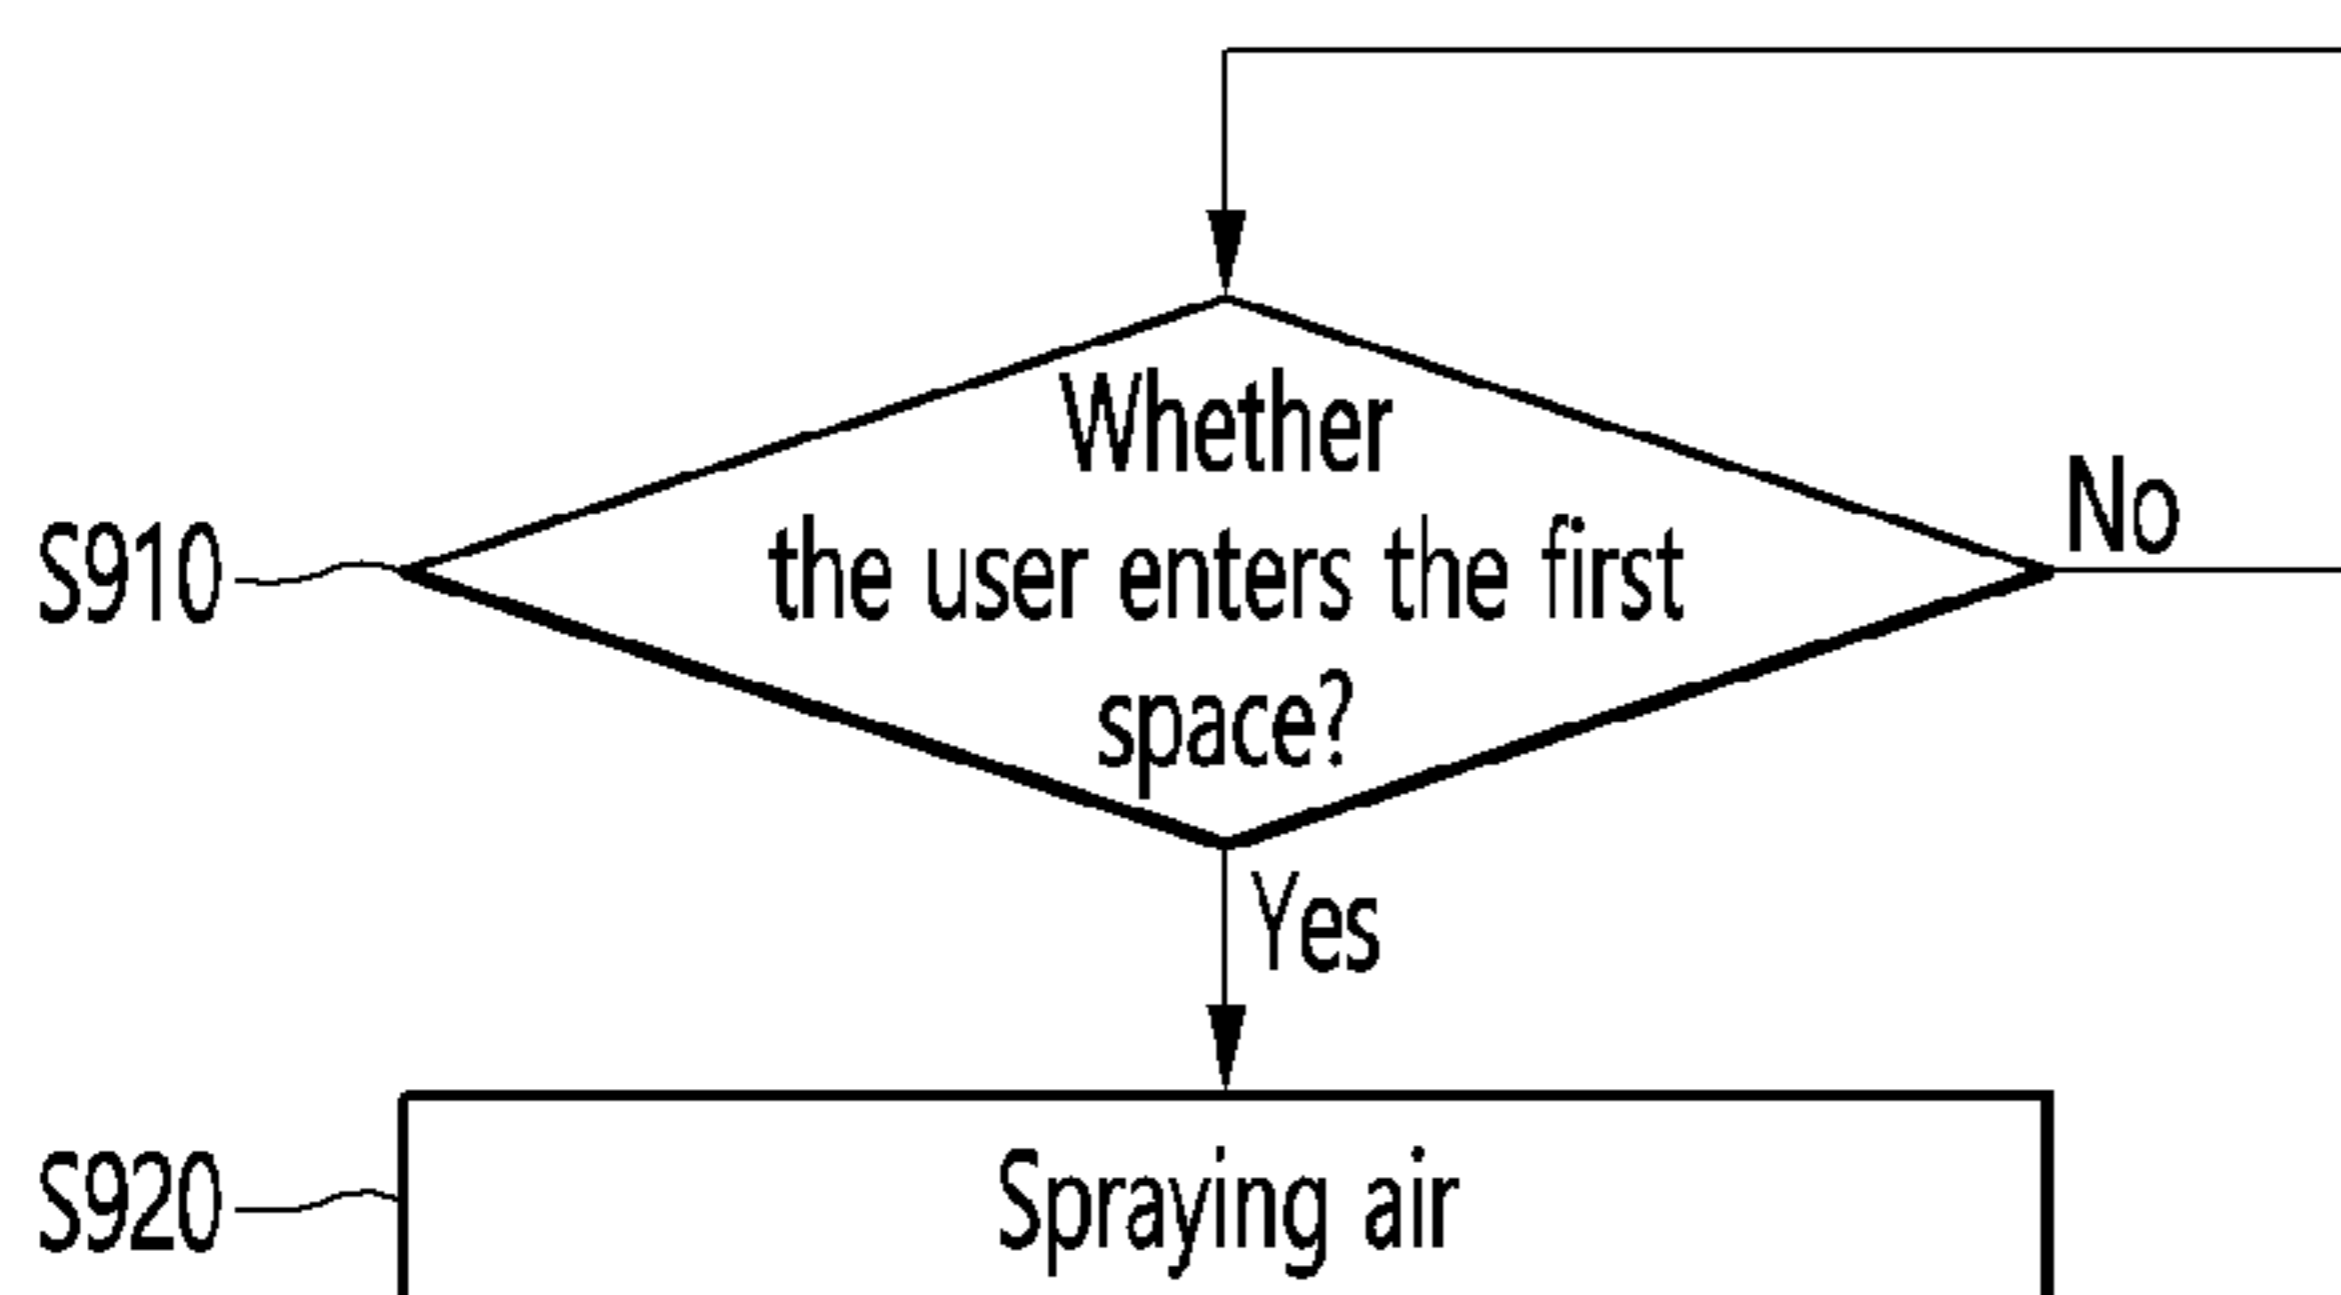 Whether
No
S910
the user enters the first
space?
Yes
S920
Spraying air